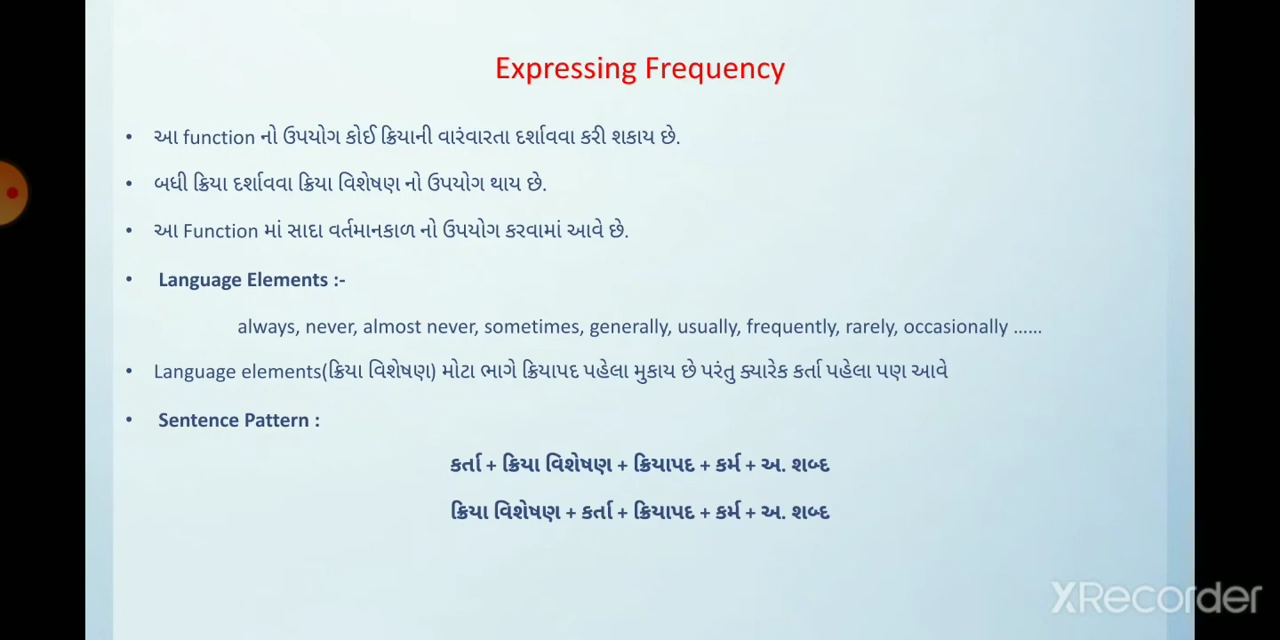 Expressing Frequency
• આ function નો ઉપયોગ કોઈ ક્રિયાની વારંવારતા દર્શાવવા કરી શકાય છે.
• બધી ક્રિયા દર્શાવવા ક્રિયા વિશેષણ નો ઉપયોગ થાય છે.
• આ Function માં સાદા વર્તમાનકાળ નો ઉપયોગ કરવામાં આવે છે.
• Language Elements :-
always, never, almost never, sometimes, generally, usually, frequently, rarely, occasionally ......
• Language elements(ક્રિયા વિશેષણ) મોટા ભાગે ક્રિયાપદ પહેલા મુકાય છે પરંતુ ક્યારેક કર્તા પહેલા પણ આવે
• Sentence Pattern :
કર્તા + ક્રિયા વિશેષણ + ક્રિયાપદ + કર્મ + અ. શબ્દ
ક્રિયા વિશેષણ + કર્તા + ક્રિયાપદ + કર્મ + અ. શબ્દ
XRecorder